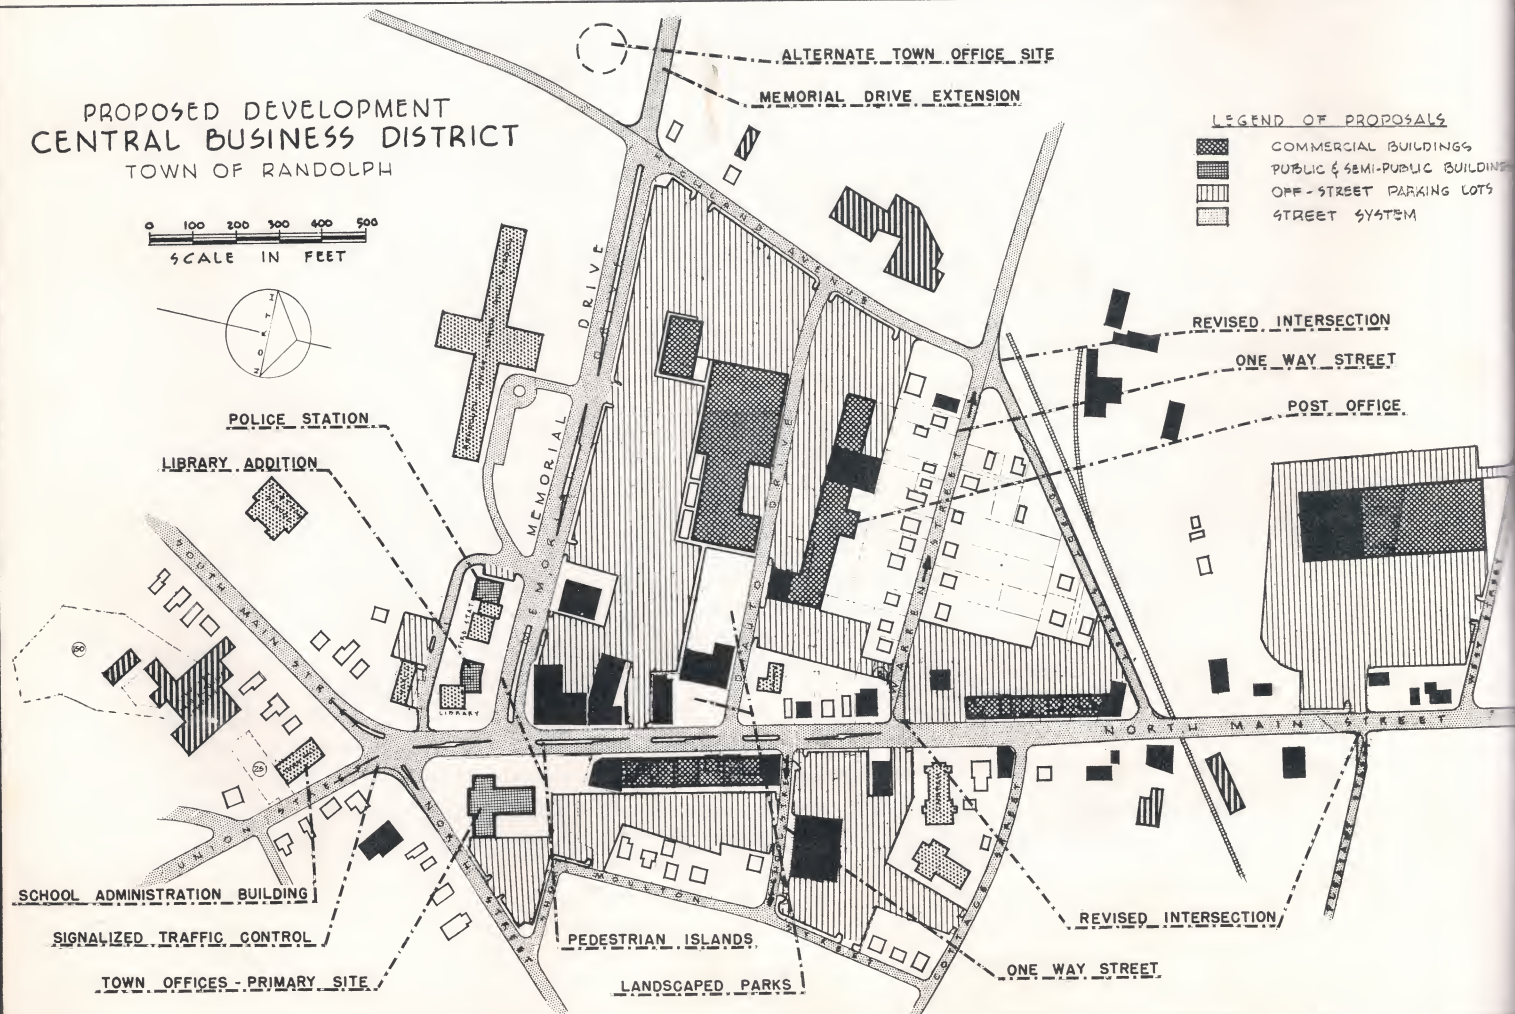 ALTERNATE TOWN OFFICE SITE
MEMORIAL DRIVE EXTENSION
PROPOSED DEVELOPMENT
CENTRAL BUSINESS DISTRICT
TOWN OF RANDOLPH
0 100 200 300 400 500
SCALE IN FEET
LEGEND OF PROPOSALS
COMMERCIAL BUILDINGS
PUBLIC & SEMI-PUBLIC BUILDINGS
OFF-STREET PARKING LOTS
STREET SYSTEM
HIGHLAND AVENUE
DRIVE
MEMORIAL
MEMORIAL DRIVE
REVISED INTERSECTION
ONE WAY STREET
POST OFFICE
POLICE STATION
LIBRARY ADDITION
SOUTH MAIN STREET
WARREN STREET
STREET
WEST STREET
LIBRARY
NORTH MAIN STREET
UNION STREET
NORTH STREET
MOULTON STREET
COTTAGE STREET
SCHOOL ADMINISTRATION BUILDING
SIGNALIZED TRAFFIC CONTROL
TOWN OFFICES - PRIMARY SITE
PEDESTRIAN ISLANDS
LANDSCAPED PARKS
ONE WAY STREET
REVISED INTERSECTION